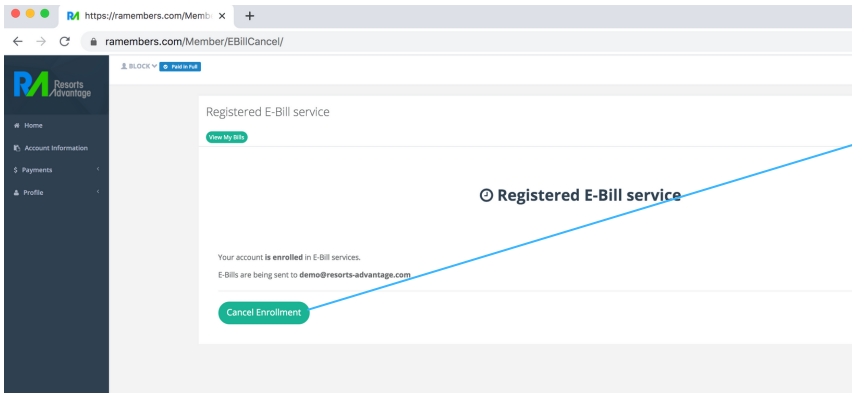 RA https://ramembers.com/Memb
ramembers.com/Member/EBillCancel/
RA Resorts
Advantage
BLOCK Paid in Full
Home
Account Information
$ Payments
Profile
Registered E-Bill service
View My Bills
Registered E-Bill service
Your account is enrolled in E-Bill services.
E-Bills are being sent to demo@resorts-advantage.com
Cancel Enrollment